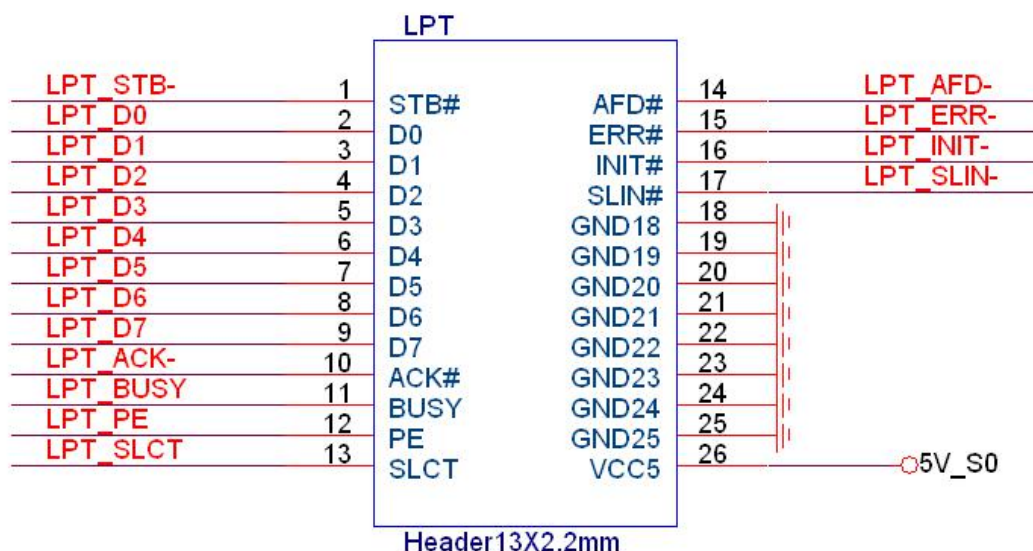 LPT
LPT_STB- 1 STB# AFD# 14 LPT_AFD-
LPT_D0 2 D0 ERR# 15 LPT_ERR-
LPT_D1 3 D1 INIT# 16 LPT_INIT-
LPT_D2 4 D2 SLIN# 17 LPT_SLIN-
LPT_D3 5 D3 GND18 18
LPT_D4 6 D4 GND19 19
LPT_D5 7 D5 GND20 20
LPT_D6 8 D6 GND21 21
LPT_D7 9 D7 GND22 22
LPT_ACK- 10 ACK# GND23 23
LPT_BUSY 11 BUSY GND24 24
LPT_PE 12 PE GND25 25
LPT_SLCT 13 SLCT VCC5 26 5V_S0
Header13X2,2mm